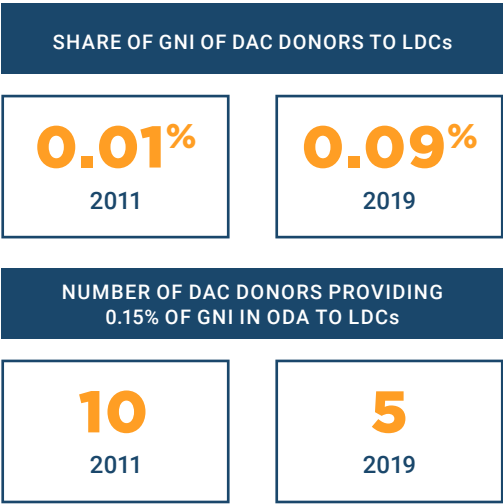 SHARE OF GNI OF DAC DONORS TO LDCs
0.01% 0.09%
2011 2019
NUMBER OF DAC DONORS PROVIDING
0.15% OF GNI IN ODA TO LDCs
10 5
2011 2019